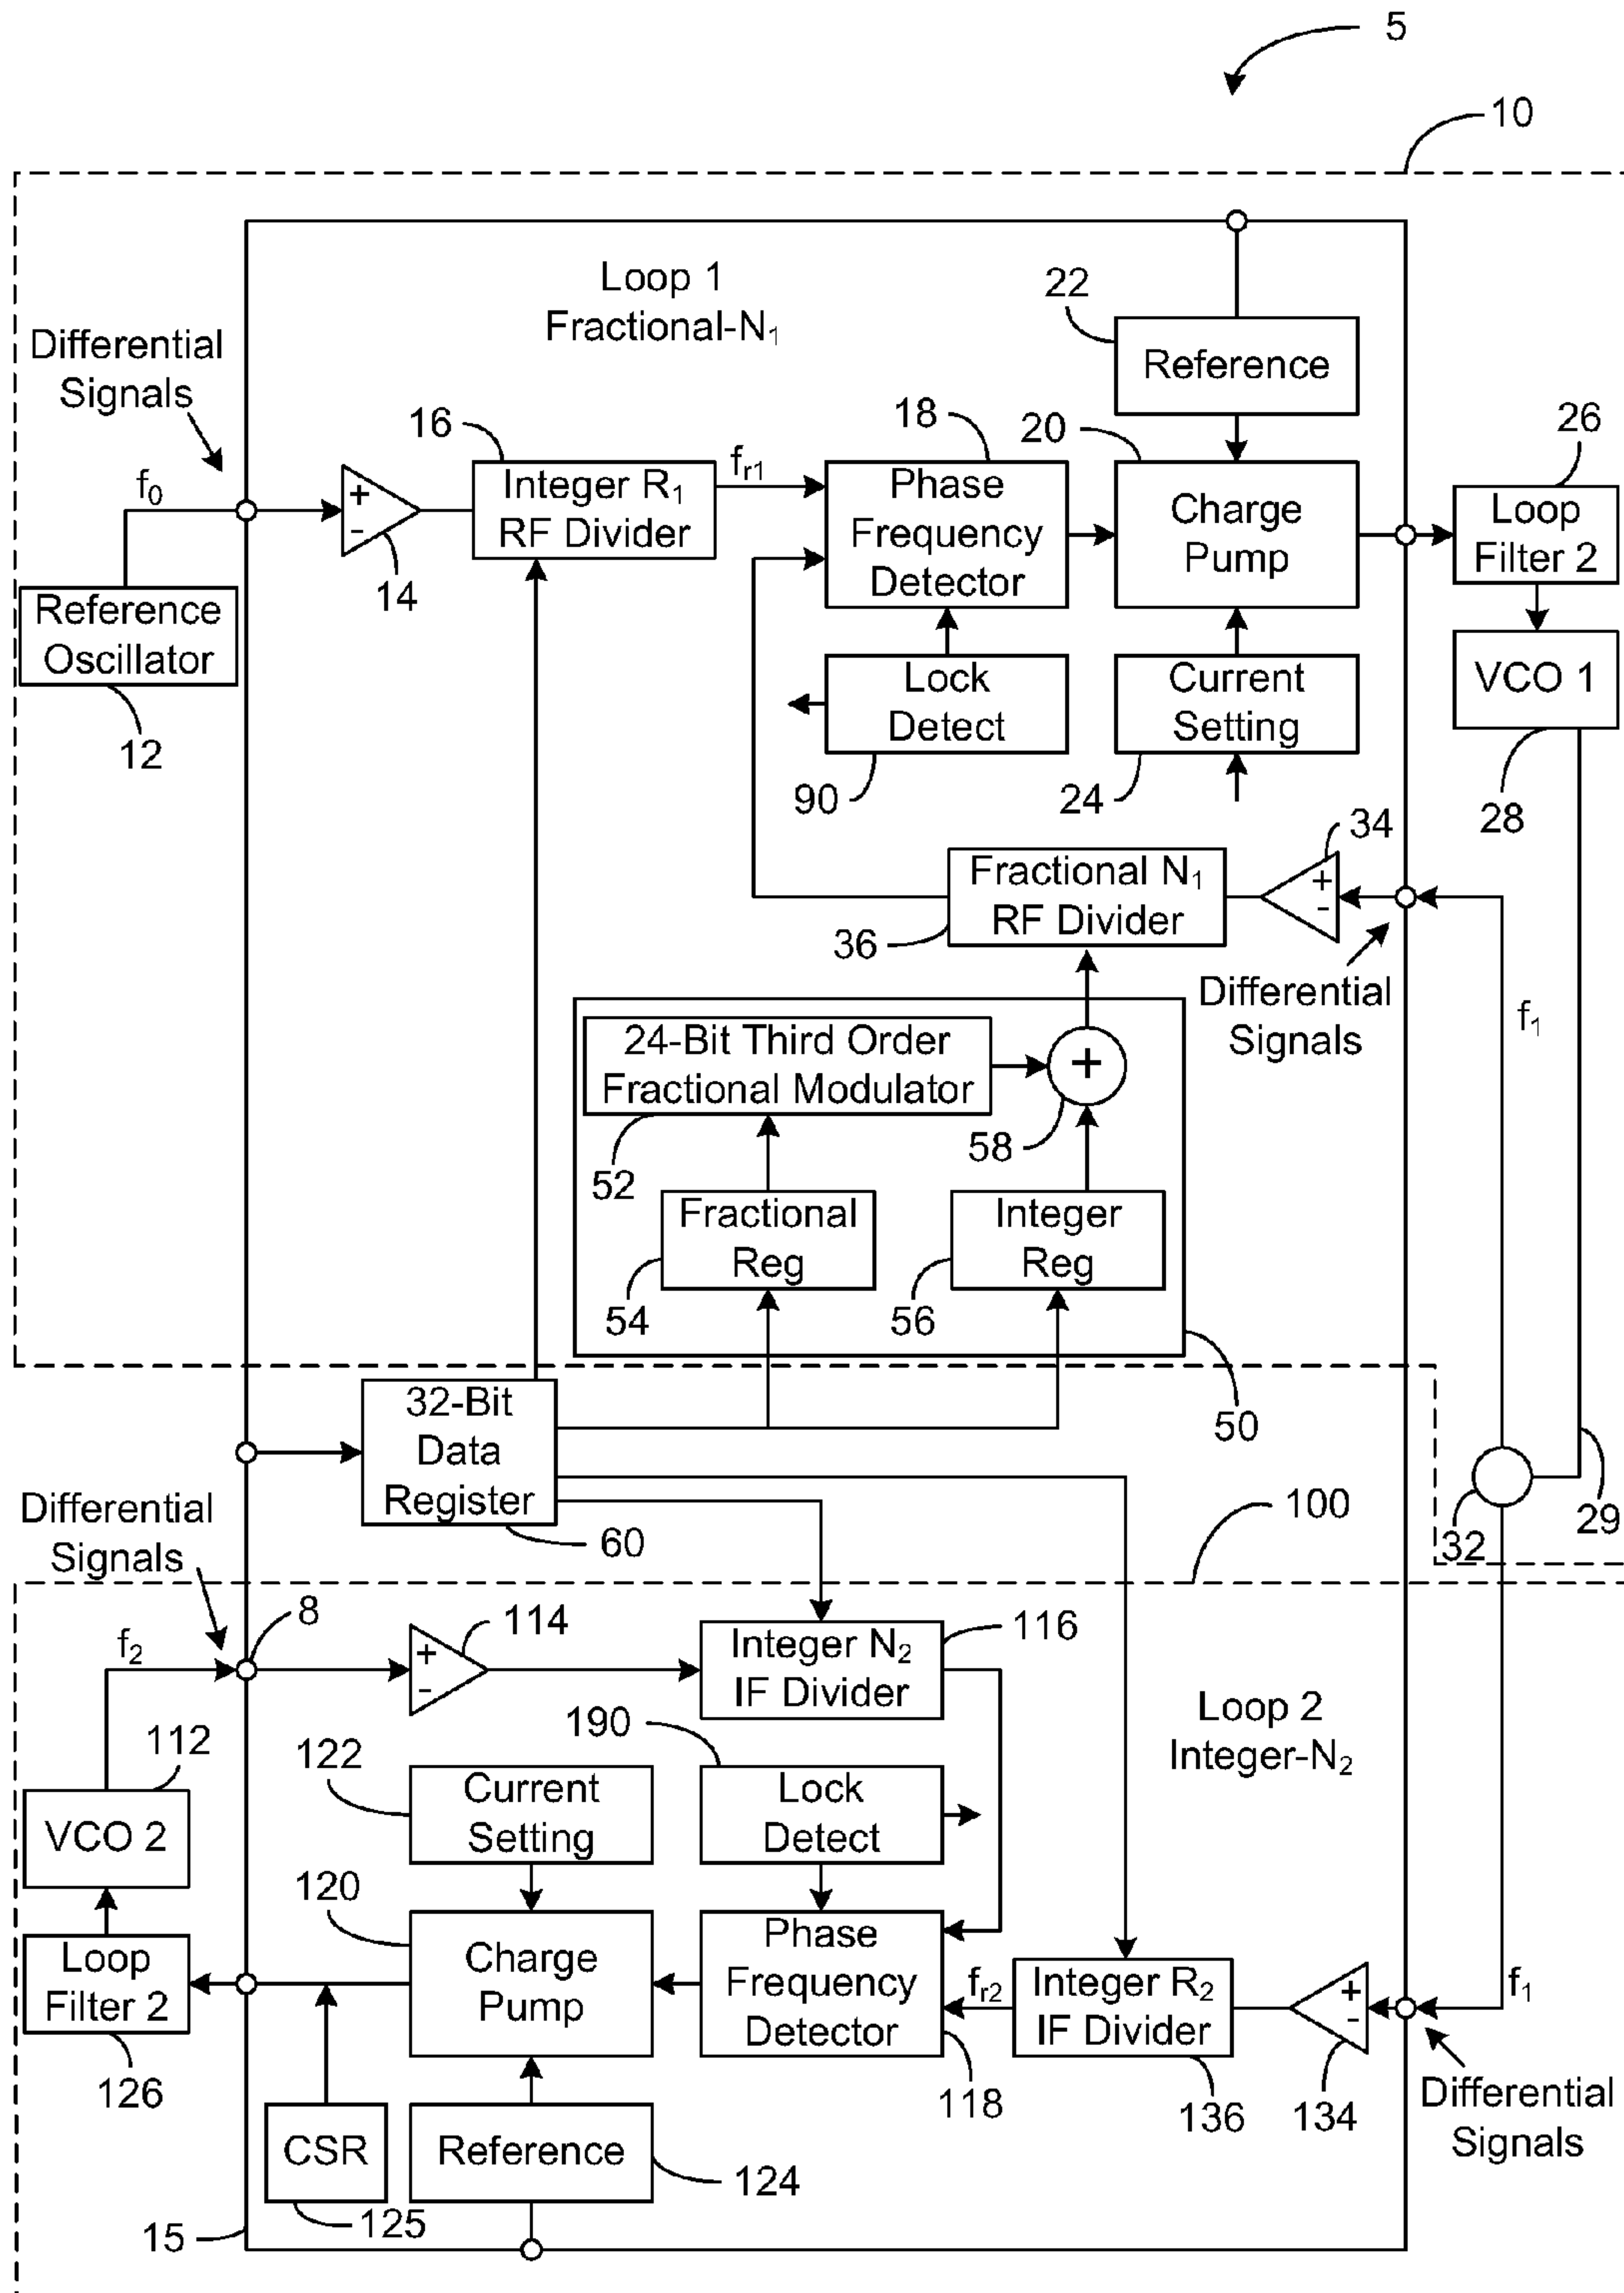 5
10
Loop 1
Fractional-N₁
22
Reference
Differential
Signals
f₀
16
Integer R₁
RF Divider
fᵣ₁
18
Phase
Frequency
Detector
20
Charge
Pump
26
Loop
Filter 2
+
-
14
Reference
Oscillator
12
Lock
Detect
90
Current
Setting
24
VCO 1
28
34
+
-
Fractional N₁
RF Divider
36
Differential
Signals
f₁
24-Bit Third Order
Fractional Modulator
52
+
58
Fractional
Reg
54
Integer
Reg
56
50
32-Bit
Data
Register
60
32
29
100
Differential
Signals
8
f₂
+
-
114
Integer N₂
IF Divider
116
Loop 2
Integer-N₂
112
VCO 2
122
Current
Setting
190
Lock
Detect
120
Charge
Pump
Phase
Frequency
Detector
118
fᵣ₂
Integer R₂
IF Divider
136
+
-
134
f₁
Differential
Signals
Loop
Filter 2
126
CSR
125
Reference
124
15